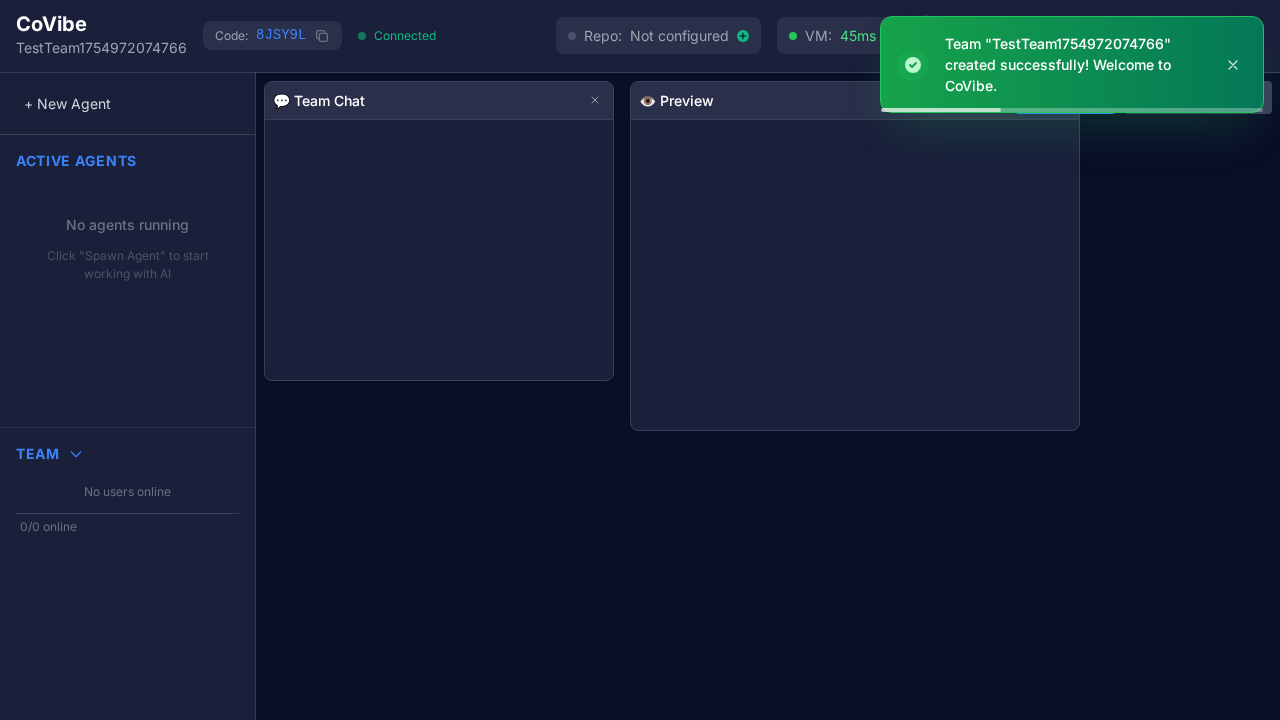 CoVibe
TestTeam1754972074766
Code: 8JSY9L
Connected
Repo: Not configured
VM: 45ms
Team "TestTeam1754972074766"
created successfully! Welcome to
CoVibe.
+ New Agent
ACTIVE AGENTS
No agents running
Click "Spawn Agent" to start
working with AI
TEAM
No users online
0/0 online
💬 Team Chat
👁️ Preview